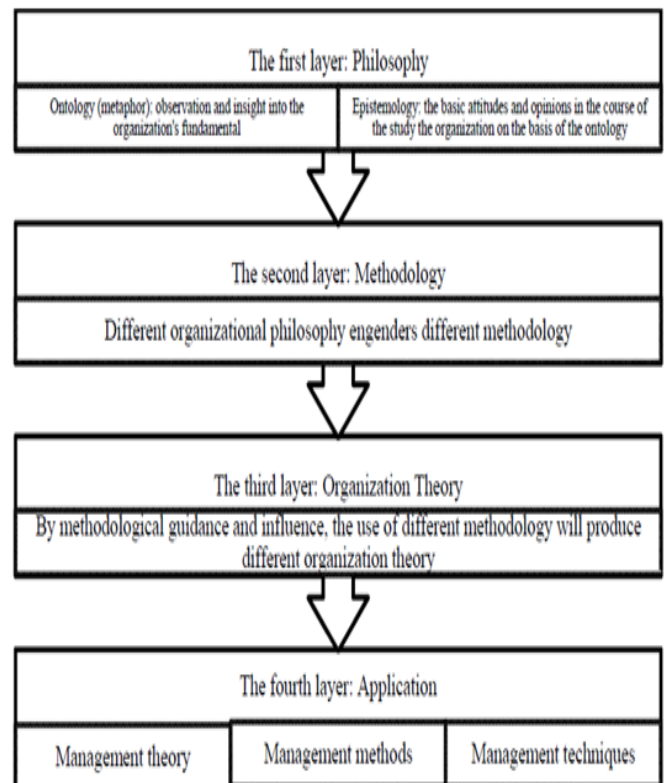 The first layer: Philosophy
Ontology (metaphor): observation and insight into the
organization's fundamental
Epistemology: the basic attitudes and opinions in the course of
the study the organization on the basis of the ontology
The second layer: Methodology
Different organizational philosophy engenders different methodology
The third layer: Organization Theory
By methodological guidance and influence, the use of different methodology will produce
different organization theory
The fourth layer: Application
Management theory
Management methods
Management techniques